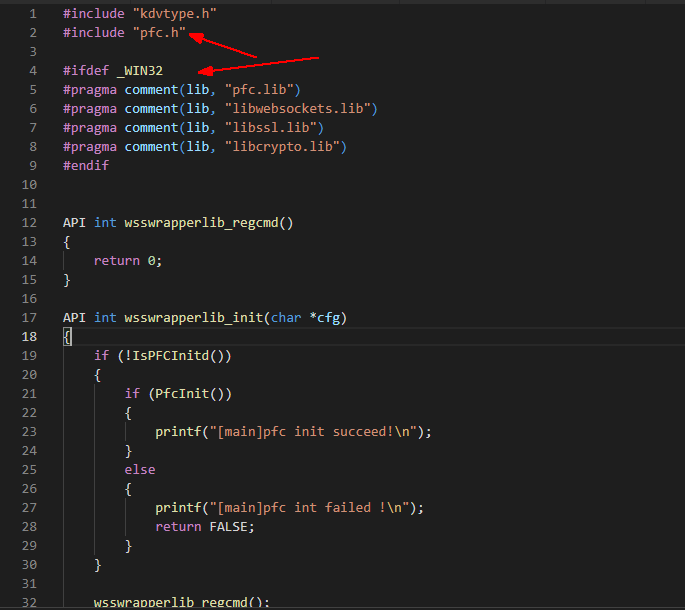 1 #include "kdvtype.h"
2 #include "pfc.h"
3
4 #ifdef _WIN32
5 #pragma comment(lib, "pfc.lib")
6 #pragma comment(lib, "libwebsockets.lib")
7 #pragma comment(lib, "libssl.lib")
8 #pragma comment(lib, "libcrypto.lib")
9 #endif
10
11
12 API int wsswrapperlib_regcmd()
13 {
14     return 0;
15 }
16
17 API int wsswrapperlib_init(char *cfg)
18 {
19     if (!IsPFCInitd())
20     {
21         if (PfcInit())
22         {
23             printf("[main]pfc init succeed!\n");
24         }
25         else
26         {
27             printf("[main]pfc int failed !\n");
28             return FALSE;
29         }
30     }
31
32     wsswrapperlib_regcmd();